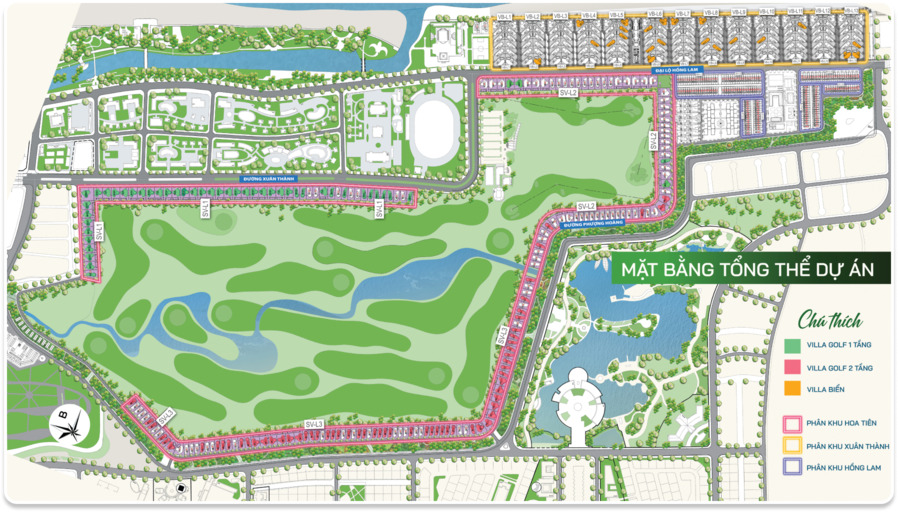 VB-L1
VB-L2
VB-L3
VB-L4
VB-L5
VB-L6
VB-L7
VB-L8
VB-L9
VB-L10
VB-L11
VB-L12
ĐẠI LỘ HỒNG LAM
SV-L2
SV-L2
ĐƯỜNG XUÂN THÀNH
SV-L1
SV-L1
SV-L1
SV-L2
ĐƯỜNG PHƯỢNG HOÀNG
MẶT BẰNG TỔNG THỂ DỰ ÁN
Chú thích
VILLA GOLF 1 TẦNG
VILLA GOLF 2 TẦNG
VILLA BIỂN
PHÂN KHU HOA TIÊN
PHÂN KHU XUÂN THÀNH
PHÂN KHU HỒNG LAM
SV-L3
SV-L3
SV-L3
B